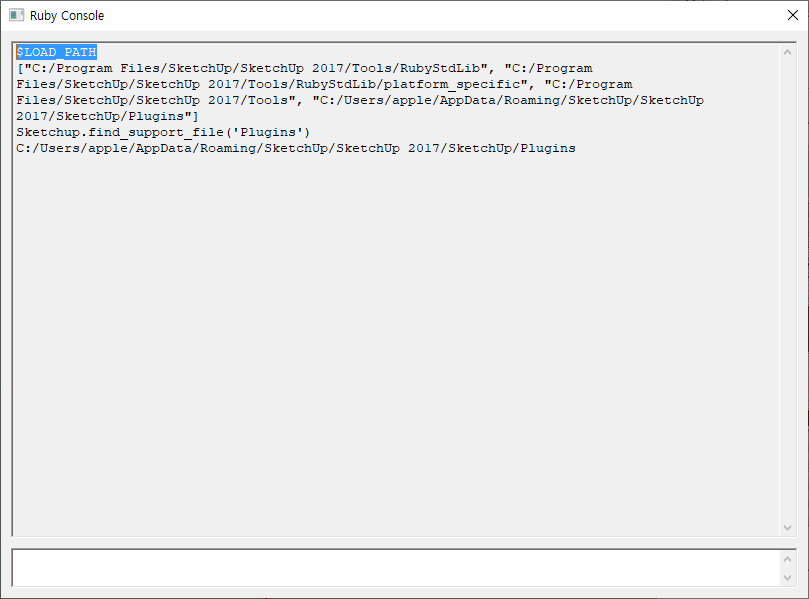 Ruby Console
$LOAD_PATH
["C:/Program Files/SketchUp/SketchUp 2017/Tools/RubyStdLib", "C:/Program
Files/SketchUp/SketchUp 2017/Tools/RubyStdLib/platform_specific", "C:/Program
Files/SketchUp/SketchUp 2017/Tools", "C:/Users/apple/AppData/Roaming/SketchUp/SketchUp
2017/SketchUp/Plugins"]
Sketchup.find_support_file('Plugins')
C:/Users/apple/AppData/Roaming/SketchUp/SketchUp 2017/SketchUp/Plugins